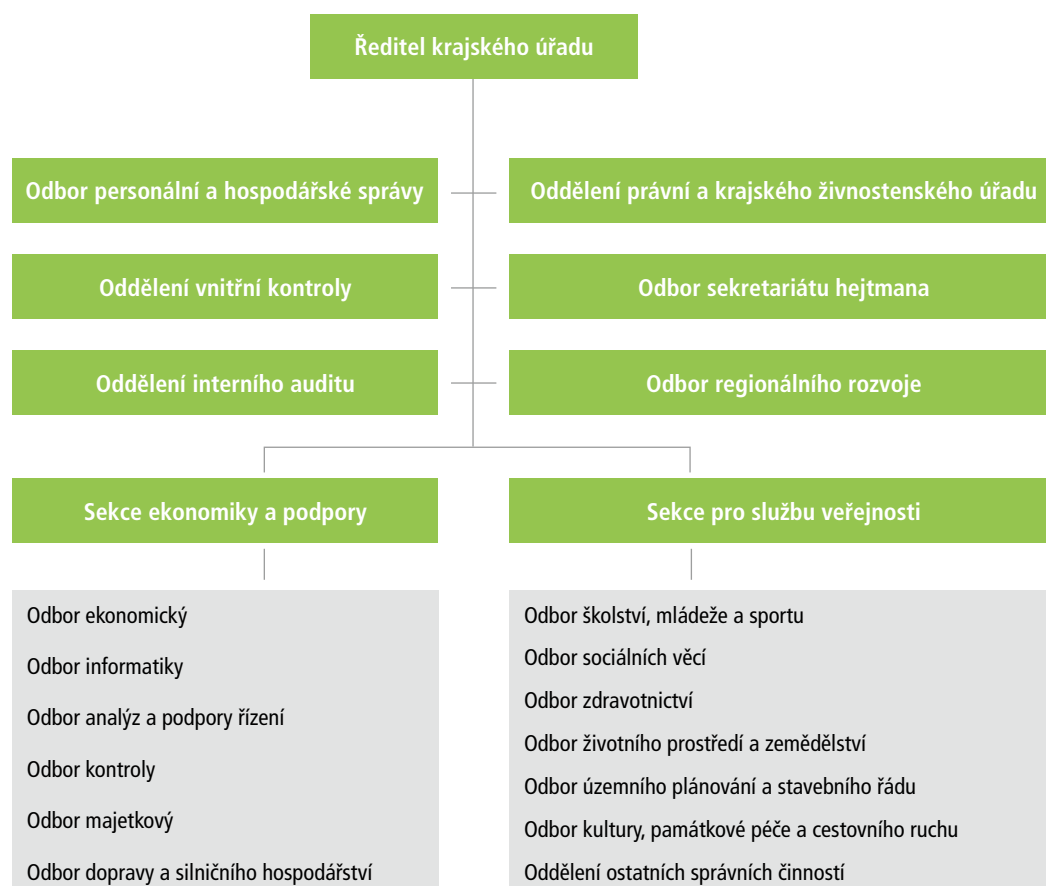 Ředitel krajského úřadu
Odbor personální a hospodářské správy
Oddělení právní a krajského živnostenského úřadu
Oddělení vnitřní kontroly
Odbor sekretariátu hejtmana
Oddělení interního auditu
Odbor regionálního rozvoje
Sekce ekonomiky a podpory
Sekce pro službu veřejnosti
Odbor ekonomický
Odbor informatiky
Odbor analýz a podpory řízení
Odbor kontroly
Odbor majetkový
Odbor dopravy a silničního hospodářství
Odbor školství, mládeže a sportu
Odbor sociálních věcí
Odbor zdravotnictví
Odbor životního prostředí a zemědělství
Odbor územního plánování a stavebního řádu
Odbor kultury, památkové péče a cestovního ruchu
Oddělení ostatních správních činností